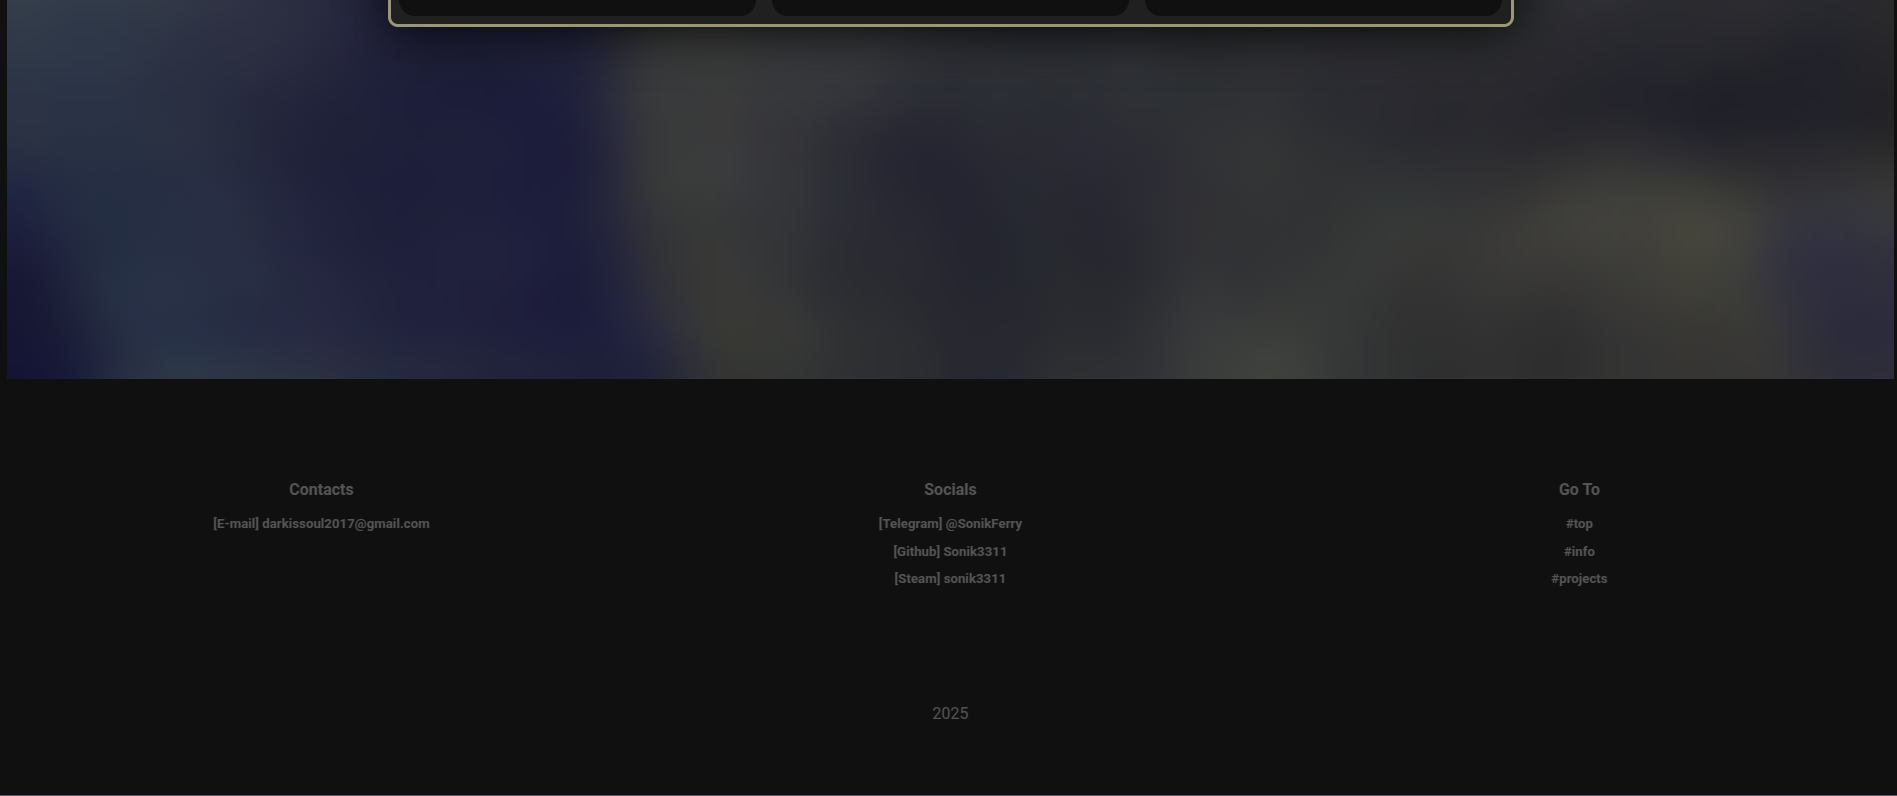 Contacts
[E-mail] darkissoul2017@gmail.com
Socials
[Telegram] @SonikFerry
[Github] Sonik3311
[Steam] sonik3311
Go To
#top
#info
#projects
2025